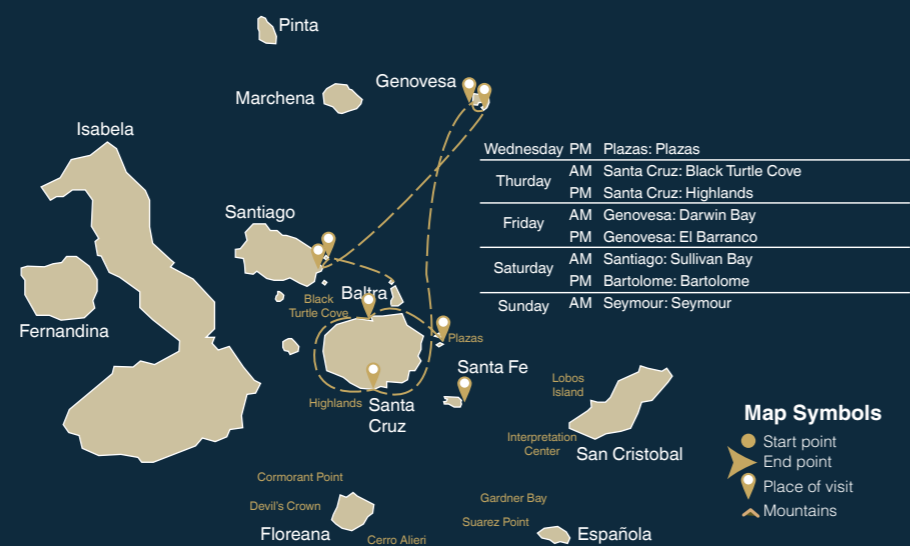 Pinta
Genovesa
Marchena
Isabela
Santiago
Baltra
Black
Turtle Cove
Fernandina
Plazas
Santa Fe
Highlands
Santa
Cruz
Lobos
Island
Interpretation
Center
San Cristobal
Cormorant Point
Devil's Crown
Floreana
Cerro Alieri
Gardner Bay
Suarez Point
Española
Wednesday PM Plazas: Plazas
Thurday
AM Santa Cruz: Black Turtle Cove
PM Santa Cruz: Highlands
Friday
AM Genovesa: Darwin Bay
PM Genovesa: El Barranco
Saturday
AM Santiago: Sullivan Bay
PM Bartolome: Bartolome
Sunday AM Seymour: Seymour
Map Symbols
Start point
End point
Place of visit
Mountains